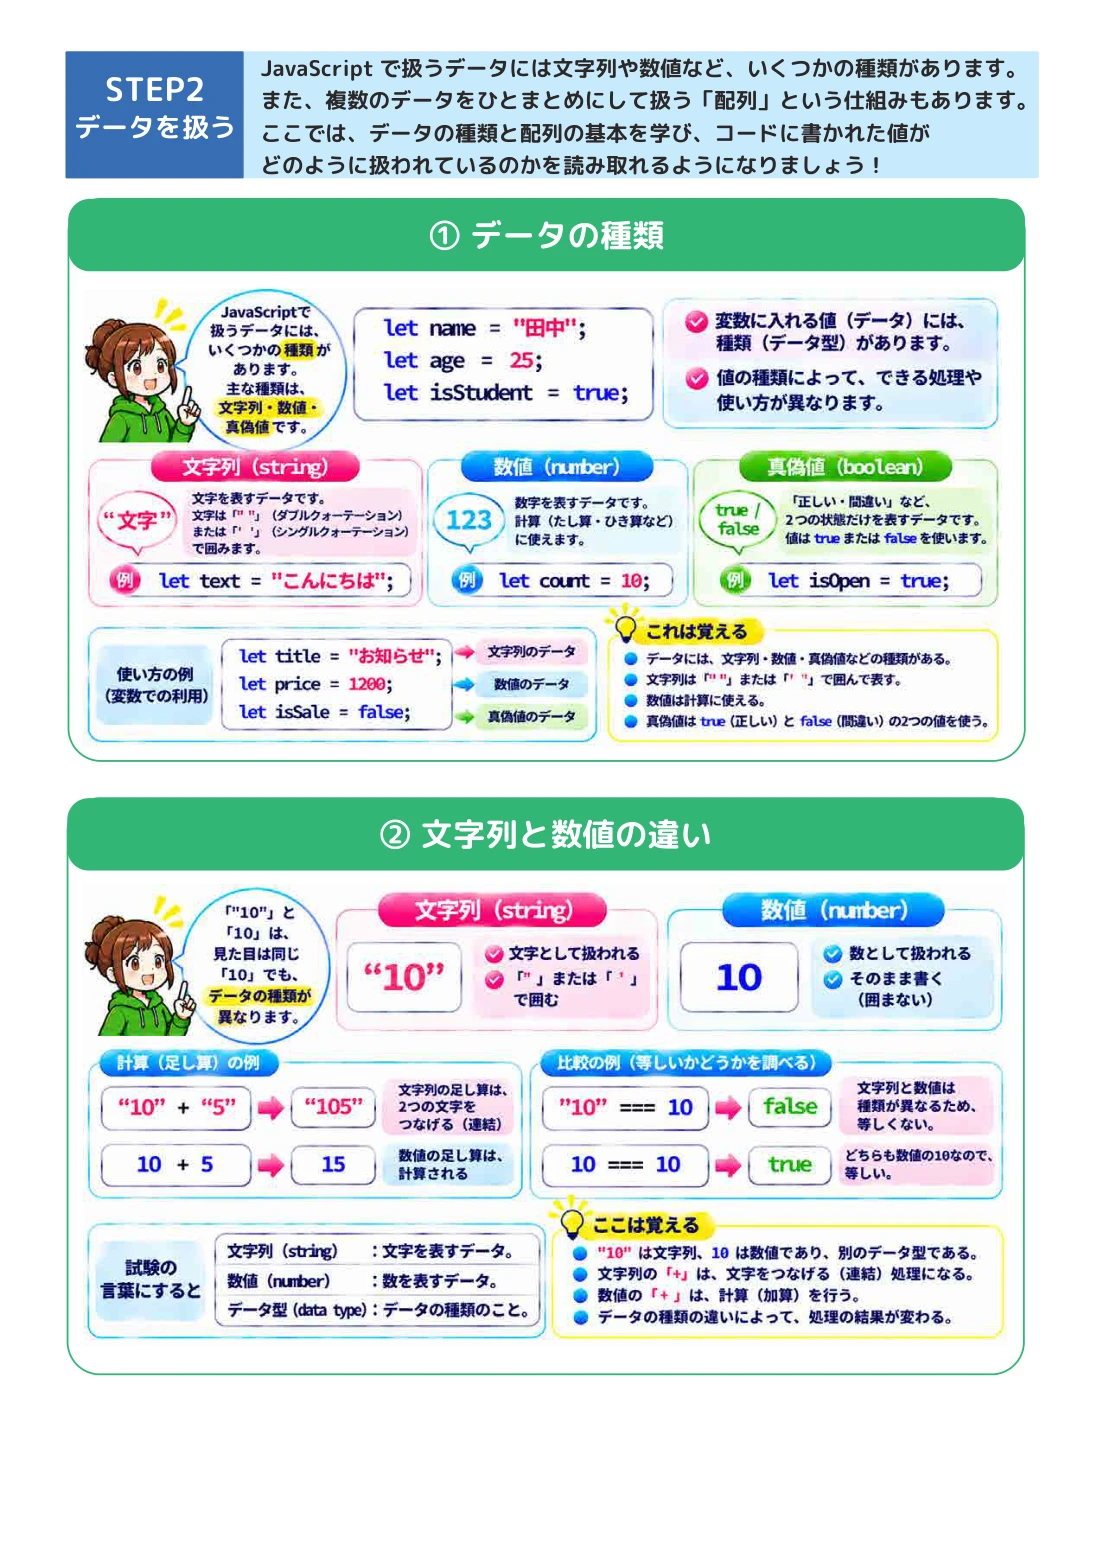 STEP2
データを扱う
JavaScript で扱うデータには文字列や数値など、いくつかの種類があります。
また、複数のデータをひとまとめにして扱う「配列」という仕組みもあります。
ここでは、データの種類と配列の基本を学び、コードに書かれた値が
どのように扱われているのかを読み取れるようになりましょう！
① データの種類
JavaScriptで
扱うデータには、
いくつかの種類が
あります。
主な種類は、
文字列・数値・
真偽値です。
let name = "田中";
let age = 25;
let isStudent = true;
変数に入れる値（データ）には、
種類（データ型）があります。
値の種類によって、できる処理や
使い方が異なります。
文字列（string）
“文字”
文字を表すデータです。
文字は「" "」（ダブルクォーテーション）
または「' '」（シングルクォーテーション）
で囲みます。
例 let text = "こんにちは";
数値（number）
123
数字を表すデータです。
計算（たし算・ひき算など）
に使えます。
例 let count = 10;
真偽値（boolean）
true /
false
「正しい・間違い」など、
2つの状態だけを表すデータです。
値は true または false を使います。
例 let isOpen = true;
使い方の例
（変数での利用）
let title = "お知らせ";
let price = 1200;
let isSale = false;
文字列のデータ
数値のデータ
真偽値のデータ
これは覚える
データには、文字列・数値・真偽値などの種類がある。
文字列は「" "」または「' "」で囲んで表す。
数値は計算に使える。
真偽値は true（正しい）と false（間違い）の2つの値を使う。
② 文字列と数値の違い
「"10"」と
「10」は、
見た目は同じ
「10」でも、
データの種類が
異なります。
文字列（string）
“10”
文字として扱われる
「" 」または「 ' 」
で囲む
数値（number）
10
数として扱われる
そのまま書く
（囲まない）
計算（足し算）の例
“10” + “5”
“105”
文字列の足し算は、
2つの文字を
つなげる（連結）
10 + 5
15
数値の足し算は、
計算される
比較の例（等しいかどうかを調べる）
”10” === 10
false
文字列と数値は
種類が異なるため、
等しくない。
10 === 10
true
どちらも数値の10なので、
等しい。
試験の
言葉にすると
文字列（string）　：文字を表すデータ。
数値（number）　：数を表すデータ。
データ型（data type）：データの種類のこと。
ここは覚える
"10" は文字列、10 は数値であり、別のデータ型である。
文字列の「+」は、文字をつなげる（連結）処理になる。
数値の「+ 」は、計算（加算）を行う。
データの種類の違いによって、処理の結果が変わる。